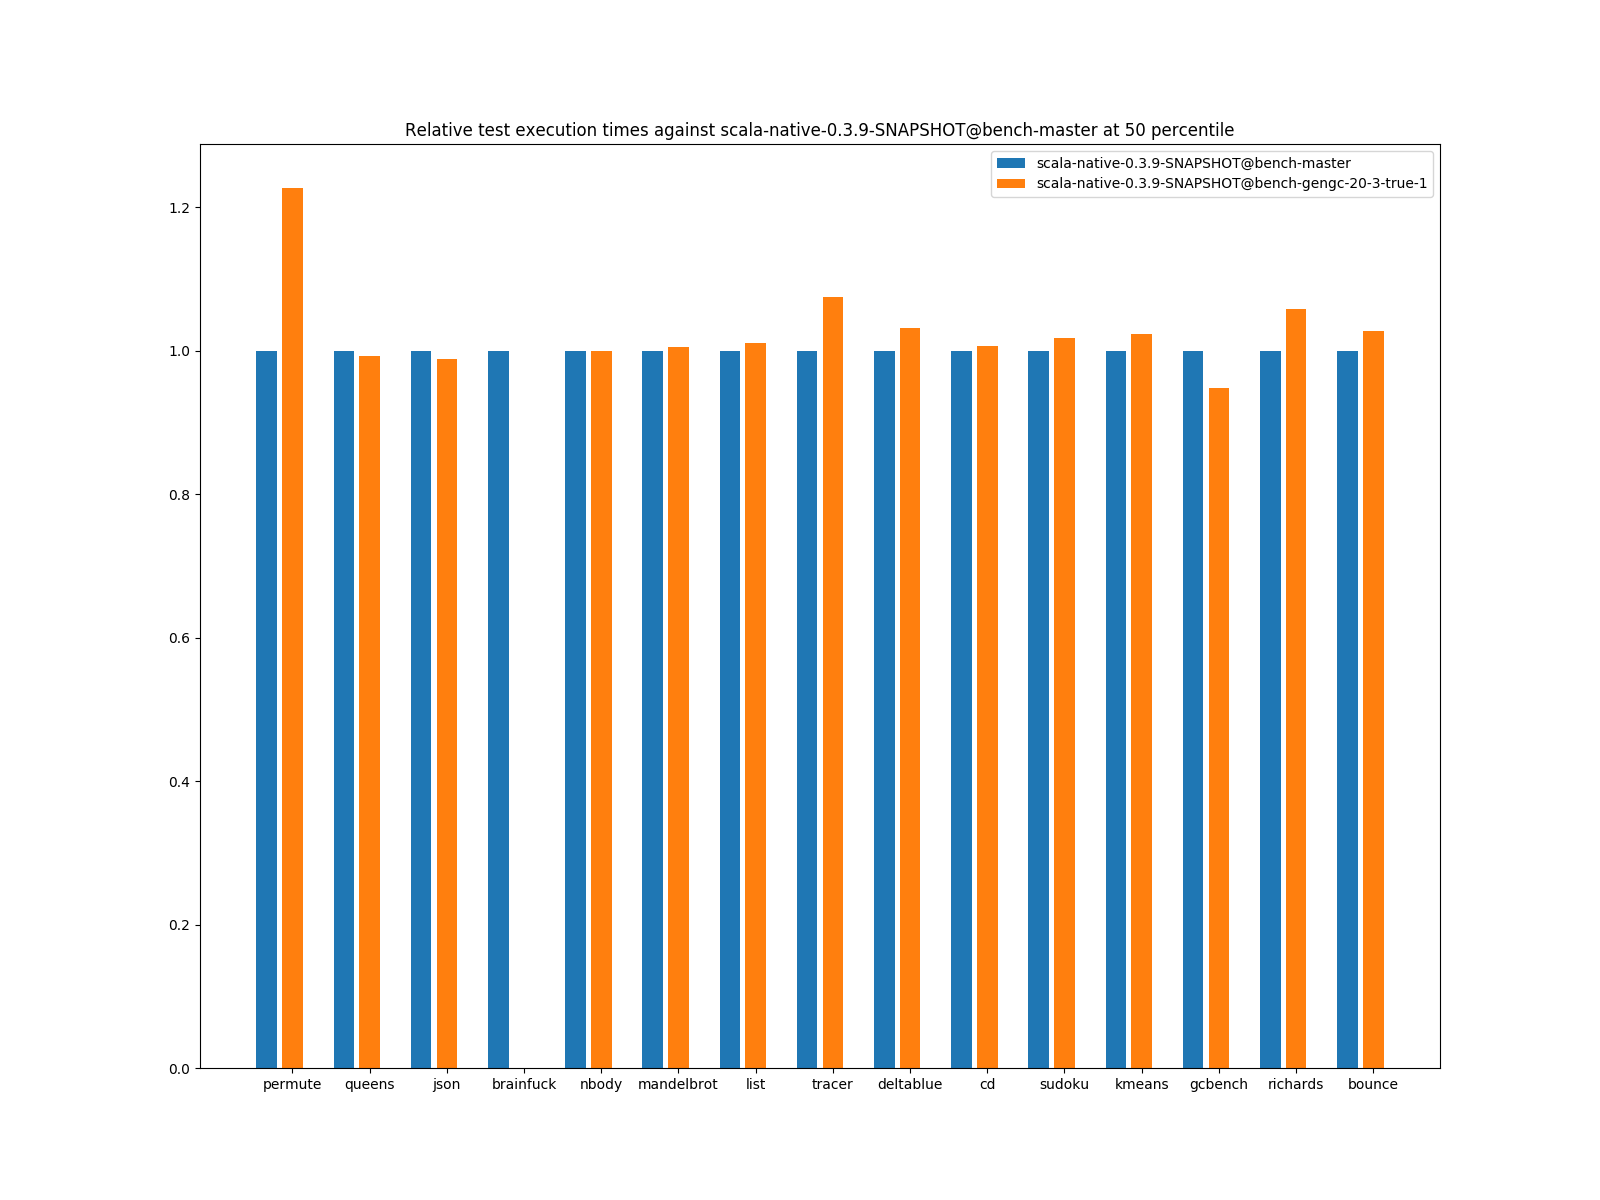 Relative test execution times against scala-native-0.3.9-SNAPSHOT@bench-master at 50 percentile
scala-native-0.3.9-SNAPSHOT@bench-master
scala-native-0.3.9-SNAPSHOT@bench-gengc-20-3-true-1
1.2
1.0
0.8
0.6
0.4
0.2
0.0
permute queens json brainfuck nbody mandelbrot list tracer deltablue cd sudoku kmeans gcbench richards bounce